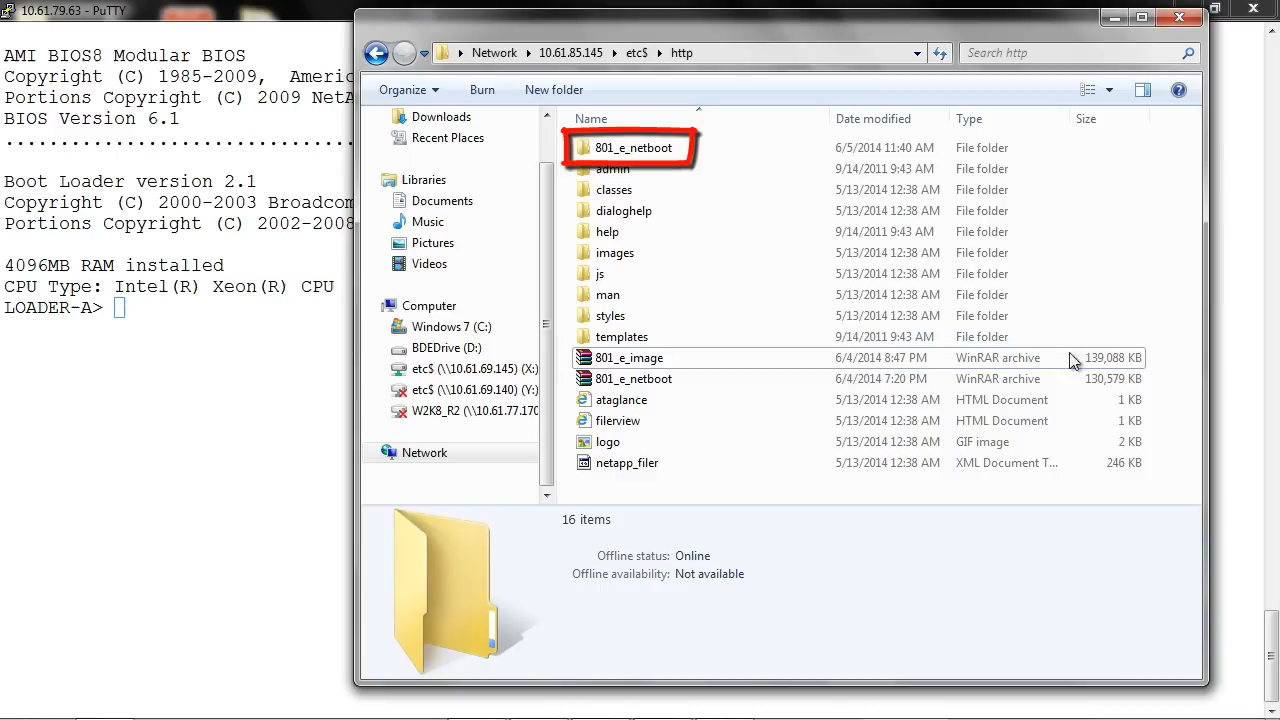 10.61.79.63 - PuTTY
AMI BIOS8 Modular BIOS
Copyright (C) 1985-2009,  Americ
Portions Copyright (C) 2009 NetA
BIOS Version 6.1
.................................
Boot Loader version 2.1
Copyright (C) 2000-2003 Broadcom
Portions Copyright (C) 2002-2008
4096MB RAM installed
CPU Type: Intel(R) Xeon(R) CPU
LOADER-A>
Network 10.61.85.145 etc$ http
Search http
Organize Burn New folder
Downloads
Recent Places
Libraries
Documents
Music
Pictures
Videos
Computer
Windows 7 (C:)
BDEDrive (D:)
etc$ (\\10.61.69.145) (X:)
etc$ (\\10.61.69.140) (Y:)
W2K8_R2 (\\10.61.77.170
Network
Name Date modified Type Size
801_e_netboot 6/5/2014 11:40 AM File folder
admin 9/14/2011 9:43 AM File folder
classes 5/13/2014 12:38 AM File folder
dialoghelp 5/13/2014 12:38 AM File folder
help 9/14/2011 9:43 AM File folder
images 5/13/2014 12:38 AM File folder
js 5/13/2014 12:38 AM File folder
man 5/13/2014 12:38 AM File folder
styles 5/13/2014 12:38 AM File folder
templates 9/14/2011 9:43 AM File folder
801_e_image 6/4/2014 8:47 PM WinRAR archive 139,088 KB
801_e_netboot 6/4/2014 7:20 PM WinRAR archive 130,579 KB
ataglance 5/13/2014 12:38 AM HTML Document 1 KB
filerview 5/13/2014 12:38 AM HTML Document 1 KB
logo 5/13/2014 12:38 AM GIF image 2 KB
netapp_filer 5/13/2014 12:38 AM XML Document T... 246 KB
16 items
Offline status: Online
Offline availability: Not available